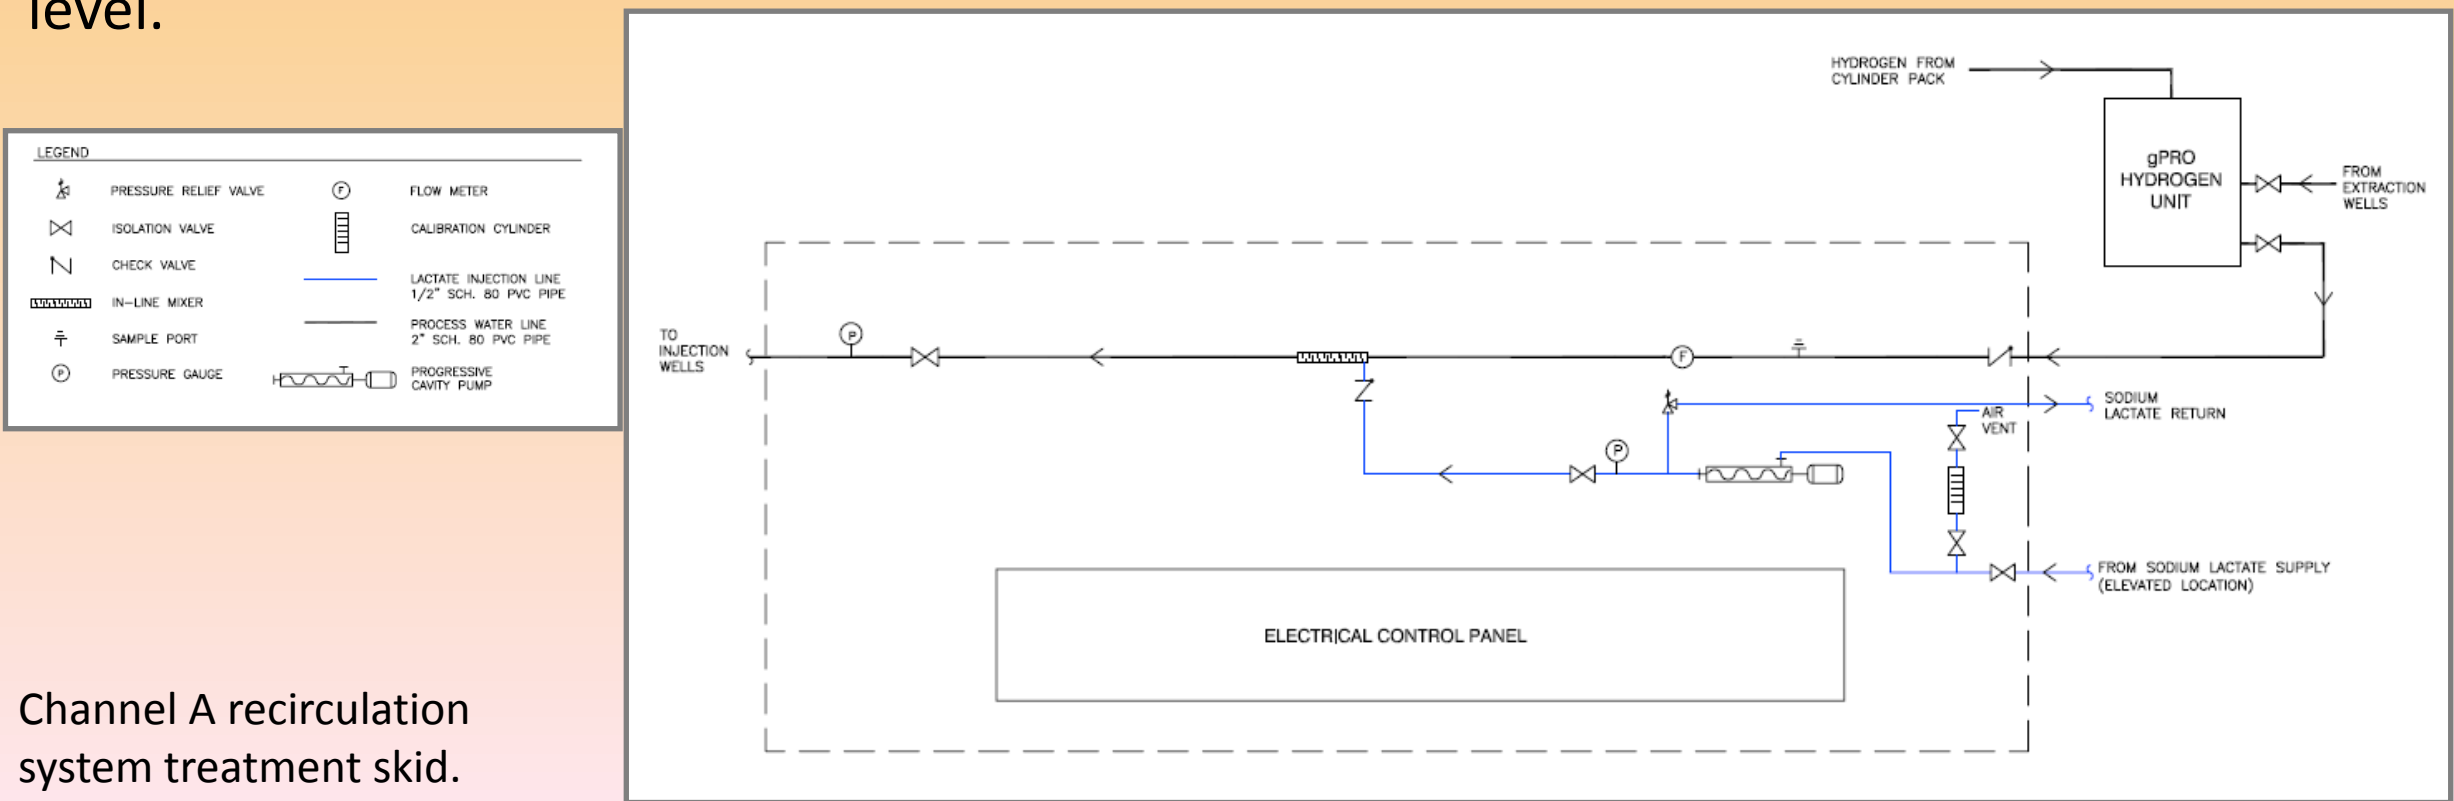 level.
LEGEND
PRESSURE RELIEF VALVE
ISOLATION VALVE
CHECK VALVE
IN-LINE MIXER
SAMPLE PORT
P
PRESSURE GAUGE
F
FLOW METER
CALIBRATION CYLINDER
LACTATE INJECTION LINE
1/2" SCH. 80 PVC PIPE
PROCESS WATER LINE
2" SCH. 80 PVC PIPE
PROGRESSIVE
CAVITY PUMP
HYDROGEN FROM
CYLINDER PACK
gPRO
HYDROGEN
UNIT
FROM
EXTRACTION
WELLS
TO
INJECTION
WELLS
P
F
SODIUM
LACTATE RETURN
AIR
VENT
P
FROM SODIUM LACTATE SUPPLY
(ELEVATED LOCATION)
ELECTRICAL CONTROL PANEL
Channel A recirculation
system treatment skid.